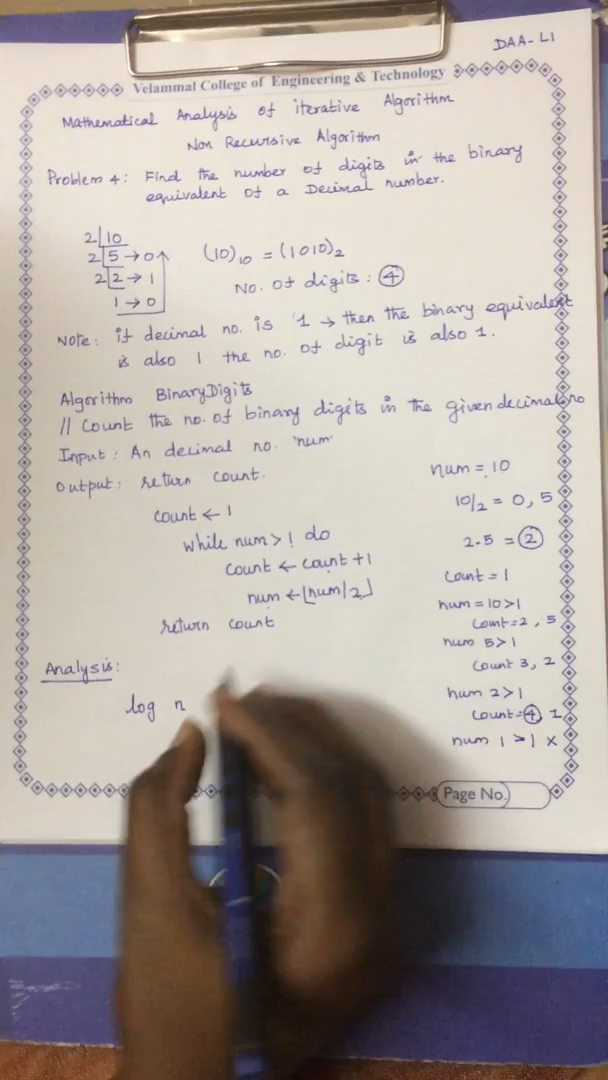 DAA-L1
Velammal College of Engineering & Technology
Mathematical Analysis of iterative Algorithm
Non Recursive Algorithm
Problem 4: Find the number of digits in the binary
equivalent of a Decimal number.
2 | 10
2 | 5 → 0
2 | 2 → 1
1 → 0
(10)₁₀ = (1010)₂
No. of digits: 4
Note: if decimal no. is '1 → then the binary equivalent
is also 1 the no. of digit is also 1.
Algorithm BinaryDigits
// Count the no. of binary digits in the given decimal no
Input: An decimal no. 'num'
Output: return count.
count ← 1
while num > 1 do
count ← count + 1
num ← ⌊num/2⌋
return count
num = 10
10/2 = 0, 5
2.5 = 2
Count = 1
num = 10 > 1
Count = 2, 5
num 5 > 1
Count 3, 2
num 2 > 1
Count = 4, 1
num 1 > 1 x
Analysis:
log n
Page No.